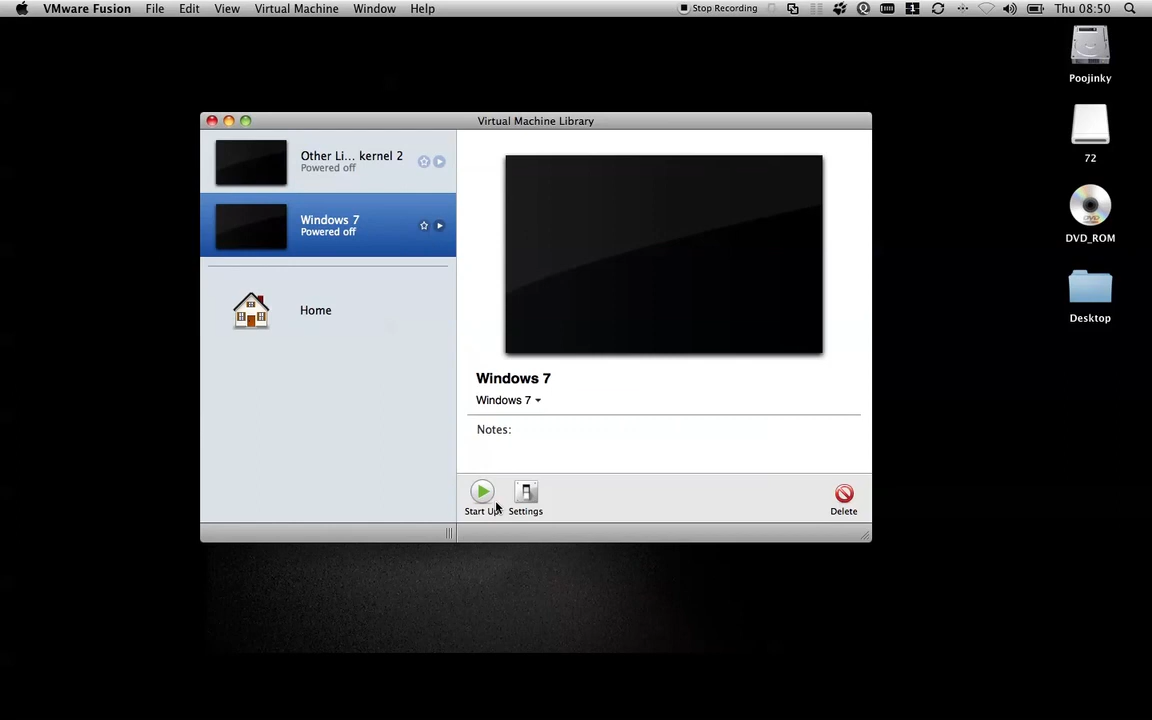 VMware Fusion File Edit View Virtual Machine Window Help Stop Recording 1 Thu 08:50
Virtual Machine Library
Other Li... kernel 2
Powered off
Windows 7
Powered off
Home
Windows 7
Windows 7
Notes:
Start Up
Settings
Delete
Poojinky
72
DVD
DVD_ROM
Desktop